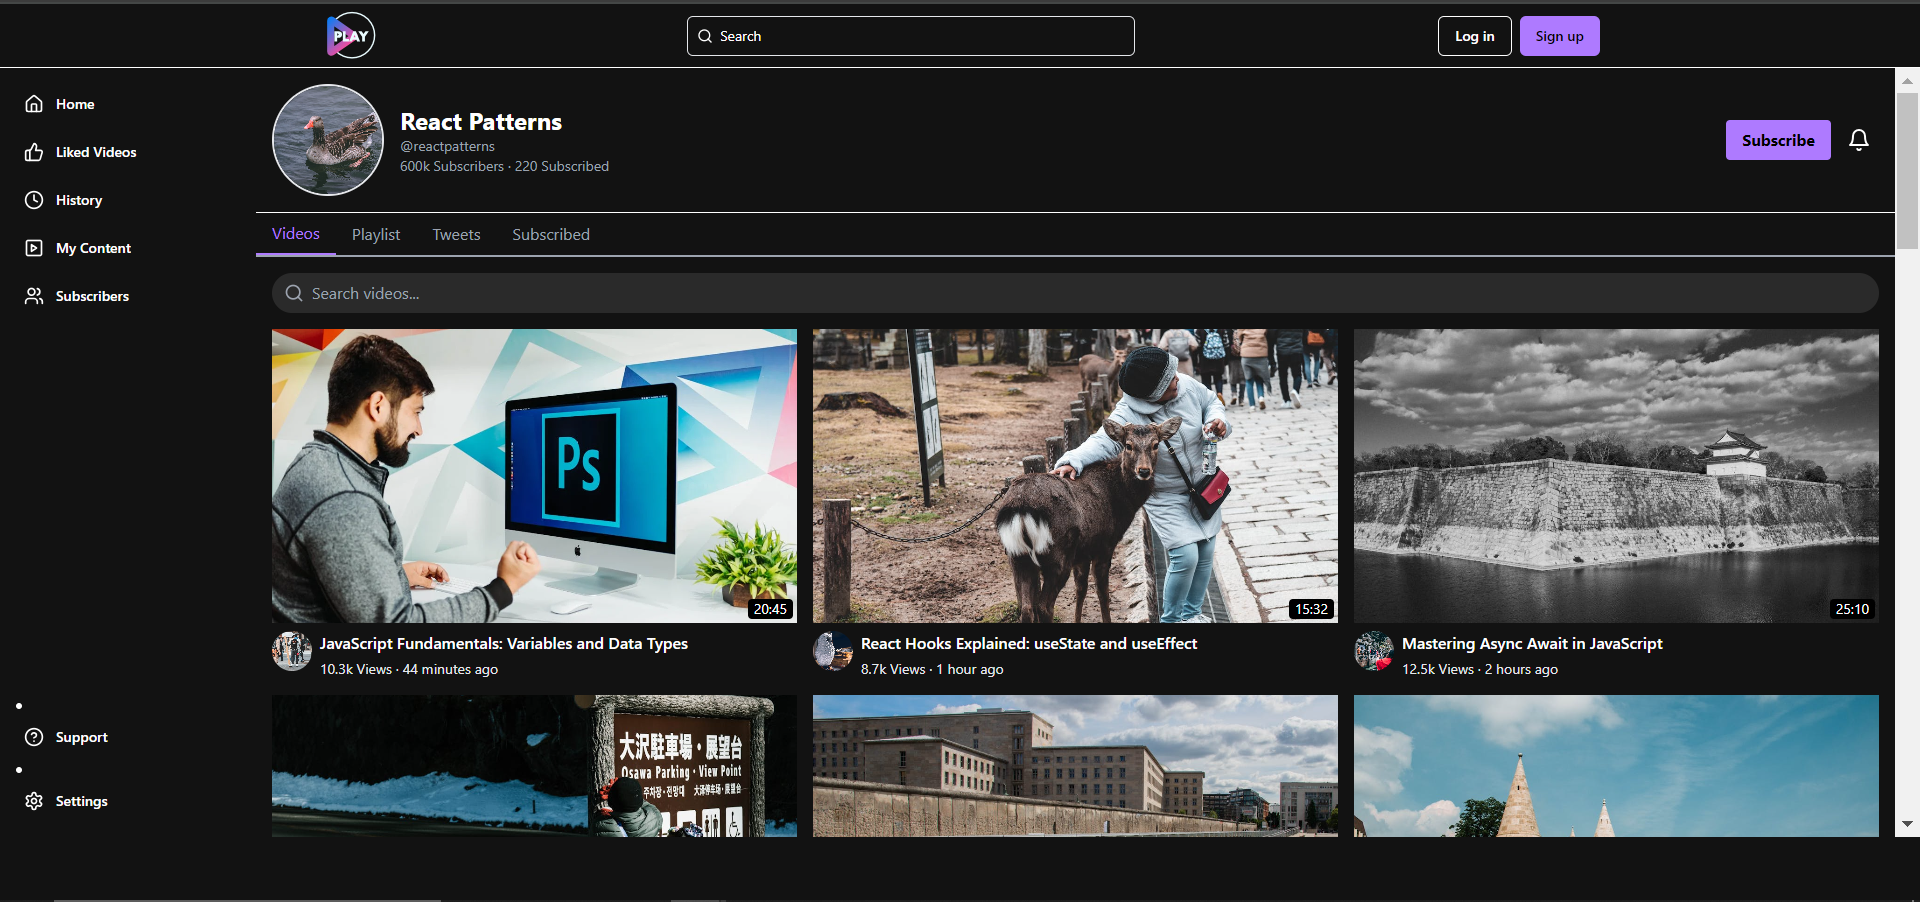 PLAY
Search
Log in
Sign up
Home
Liked Videos
History
My Content
Subscribers
Support
Settings
React Patterns
@reactpatterns
600k Subscribers · 220 Subscribed
Subscribe
Videos
Playlist
Tweets
Subscribed
Search videos...
Ps
20:45
15:32
25:10
JavaScript Fundamentals: Variables and Data Types
10.3k Views · 44 minutes ago
React Hooks Explained: useState and useEffect
8.7k Views · 1 hour ago
Mastering Async Await in JavaScript
12.5k Views · 2 hours ago
大沢駐車場・展望台
Osawa Parking・View Point
주차장・전망대 大泽停车场・展望台